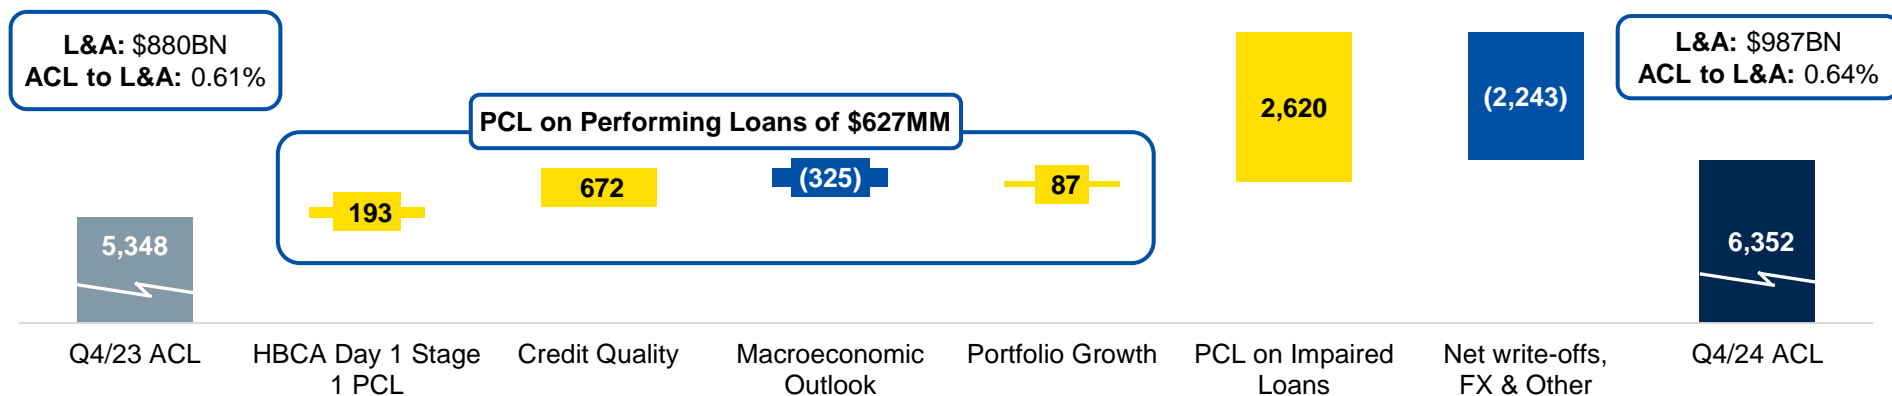 L&A: $880BN
ACL to L&A: 0.61%
L&A: $987BN
ACL to L&A: 0.64%
PCL on Performing Loans of $627MM
5,348
193
672
(325)
87
2,620
(2,243)
6,352
Q4/23 ACL
HBCA Day 1 Stage
1 PCL
Credit Quality
Macroeconomic
Outlook
Portfolio Growth
PCL on Impaired
Loans
Net write-offs,
FX & Other
Q4/24 ACL